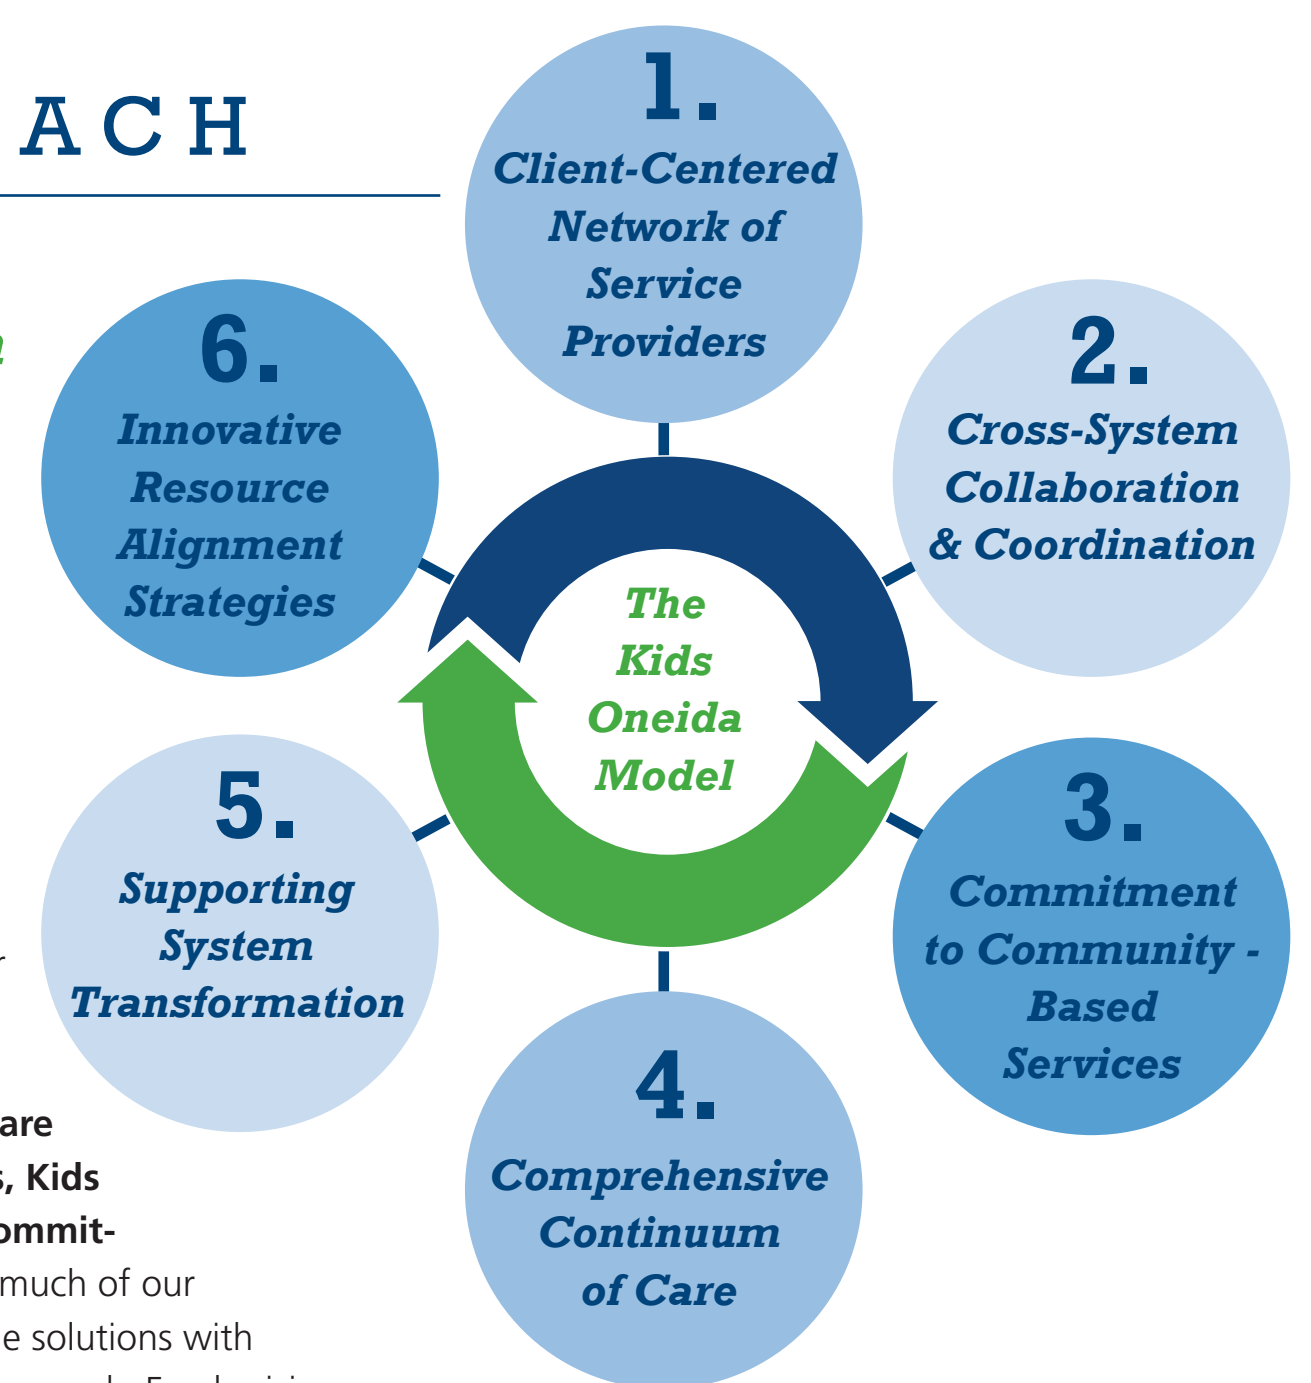 ACH
1.
Client-Centered
Network of
Service
Providers
2.
Cross-System
Collaboration
& Coordination
3.
Commitment
to Community -
Based
Services
4.
Comprehensive
Continuum
of Care
5.
Supporting
System
Transformation
6.
Innovative
Resource
Alignment
Strategies
The
Kids
Oneida
Model
are
s, Kids
ommit-
much of our
e solutions with